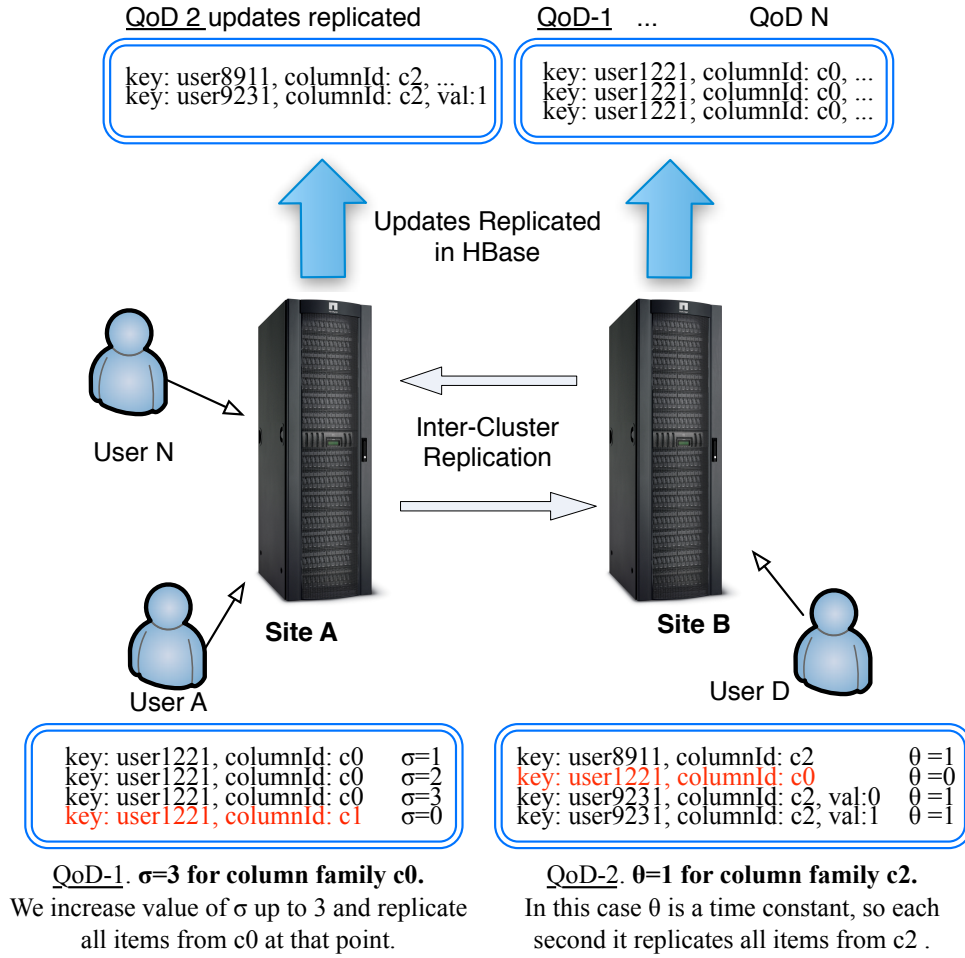 QoD 2 updates replicated
QoD-1 ... QoD N
key: user8911, columnId: c2, ...
key: user9231, columnId: c2, val:1
key: user1221, columnId: c0, ...
key: user1221, columnId: c0, ...
key: user1221, columnId: c0, ...
Updates Replicated
in HBase
User N
Inter-Cluster
Replication
Site A
Site B
User A
User D
key: user1221, columnId: c0 σ=1
key: user1221, columnId: c0 σ=2
key: user1221, columnId: c0 σ=3
key: user1221, columnId: c1 σ=0
key: user8911, columnId: c2 θ =1
key: user1221, columnId: c0 θ =0
key: user9231, columnId: c2, val:0 θ =1
key: user9231, columnId: c2, val:1 θ =1
QoD-1. σ=3 for column family c0.
We increase value of σ up to 3 and replicate
all items from c0 at that point.
QoD-2. θ=1 for column family c2.
In this case θ is a time constant, so each
second it replicates all items from c2 .